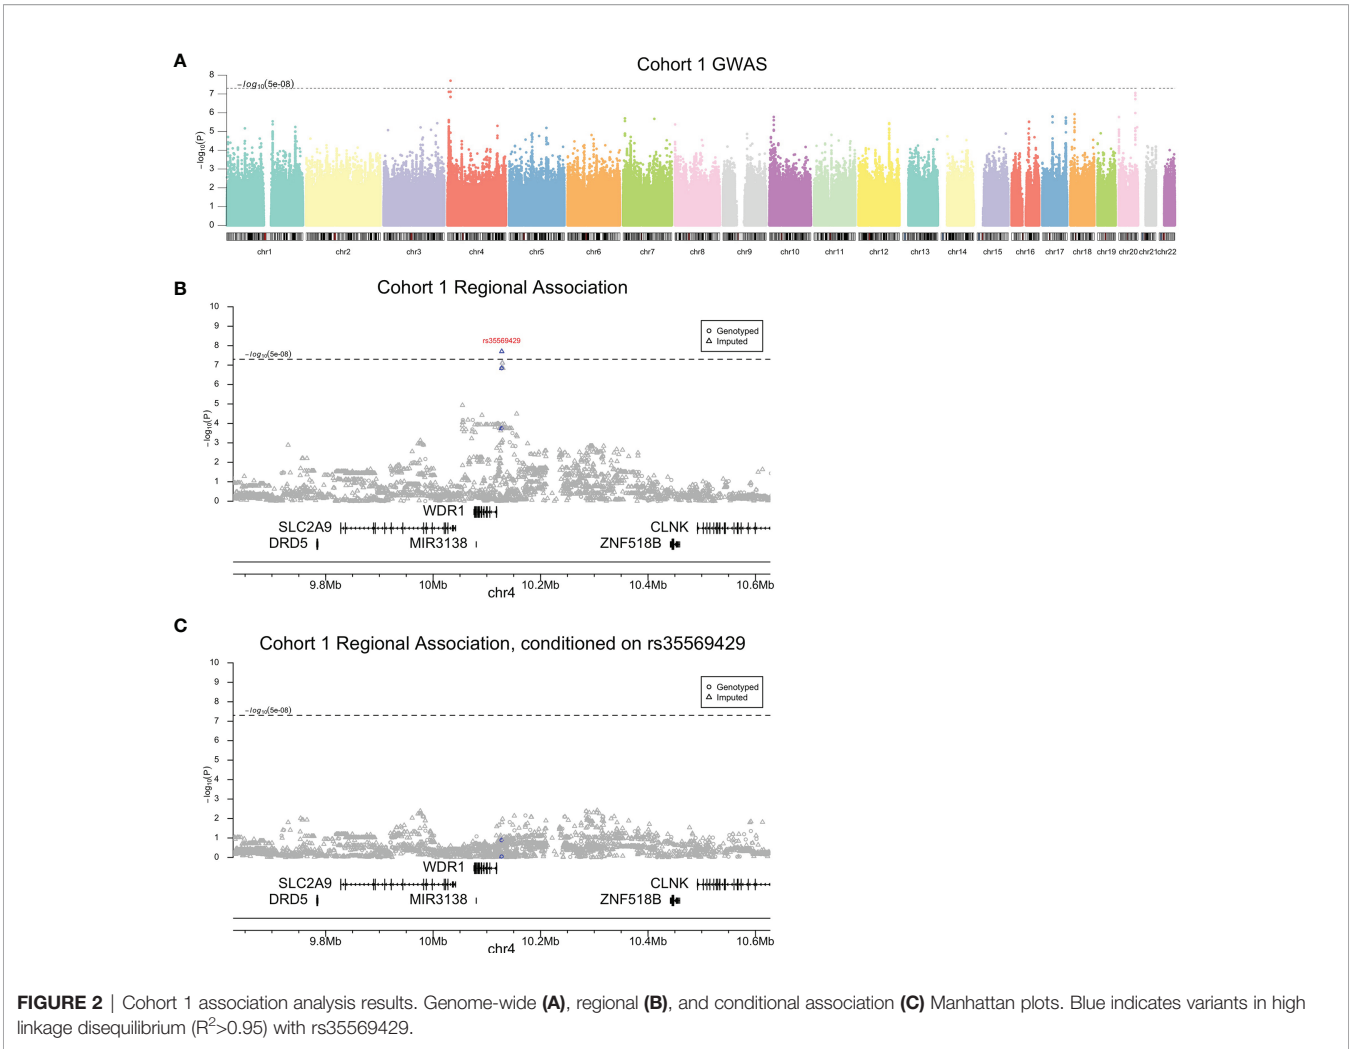 A
Cohort 1 GWAS
−log10(5e-08)
−log10(P)
8
7
6
5
4
3
2
1
0
chr1 chr2 chr3 chr4 chr5 chr6 chr7 chr8 chr9 chr10 chr11 chr12 chr13 chr14 chr15 chr16 chr17 chr18 chr19 chr20 chr21 chr22
B
Cohort 1 Regional Association
10
9
8
7
6
5
4
3
2
1
0
−log10(P)
−log10(5e-08)
rs35569429
Genotyped
Imputed
WDR1
SLC2A9
CLNK
DRD5
MIR3138
ZNF518B
9.8Mb 10Mb 10.2Mb 10.4Mb 10.6Mb
chr4
C
Cohort 1 Regional Association, conditioned on rs35569429
10
9
8
7
6
5
4
3
2
1
0
−log10(P)
−log10(5e-08)
Genotyped
Imputed
WDR1
SLC2A9
CLNK
DRD5
MIR3138
ZNF518B
9.8Mb 10Mb 10.2Mb 10.4Mb 10.6Mb
chr4
FIGURE 2 | Cohort 1 association analysis results. Genome-wide (A), regional (B), and conditional association (C) Manhattan plots. Blue indicates variants in high
linkage disequilibrium (R²>0.95) with rs35569429.